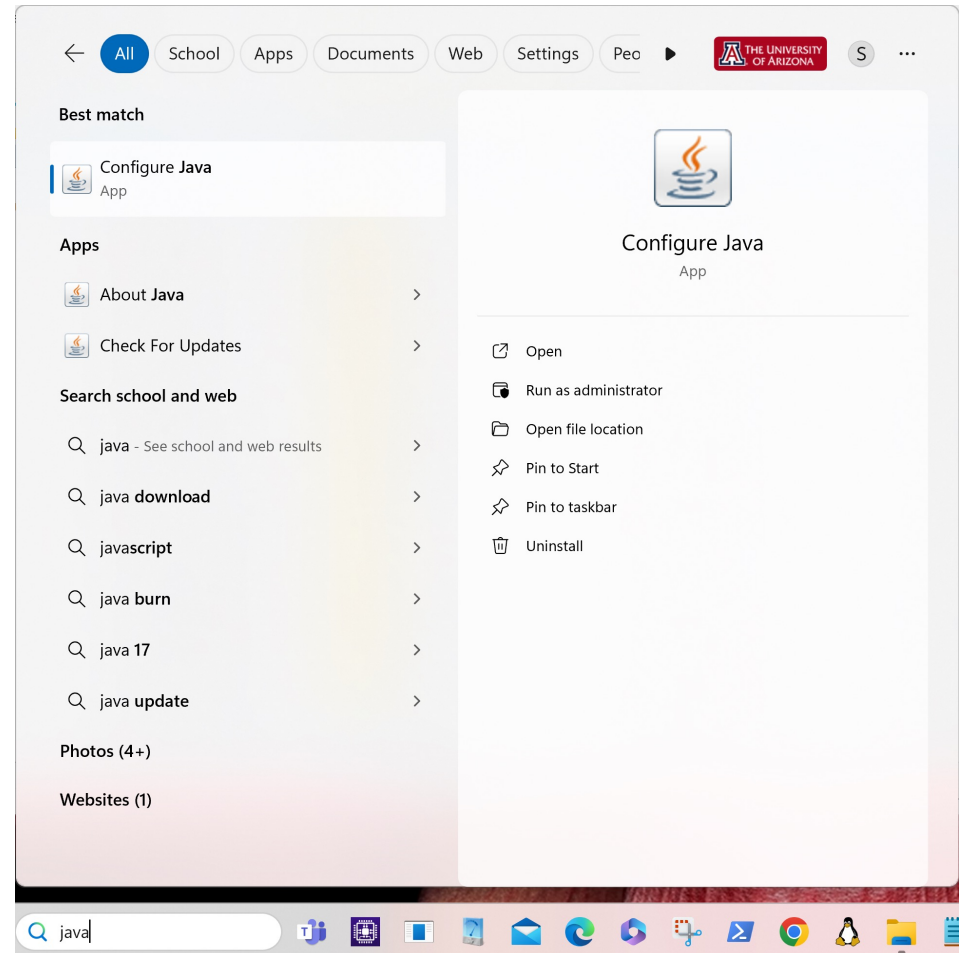 All
School
Apps
Documents
Web
Settings
Peo
THE UNIVERSITY
OF ARIZONA
S
Best match
Configure Java
App
Apps
About Java
Check For Updates
Search school and web
java - See school and web results
java download
javascript
java burn
java 17
java update
Photos (4+)
Websites (1)
Configure Java
App
Open
Run as administrator
Open file location
Pin to Start
Pin to taskbar
Uninstall
java